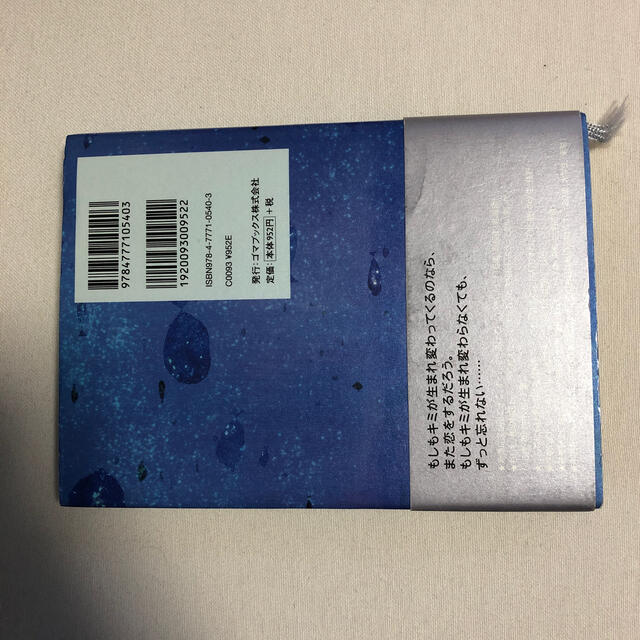 9784777105403
1920093009522
ISBN978-4-7771-0540-3
C0093 ¥952E
発行:ゴマブックス株式会社
定価:本体952円+税
もしもキミが生まれ変わってくるのなら、
また恋をするだろう。
もしもキミが生まれ変わらなくても、
ずっと忘れない……